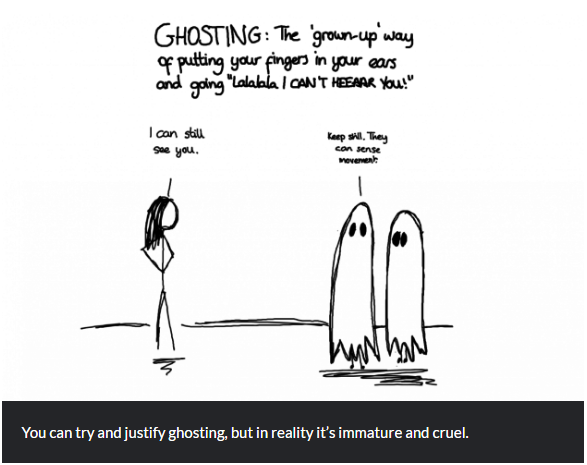 GHOSTING: The 'grown-up' way
of putting your fingers in your ears
and going "Lalalala I CAN'T HEEAAR YOU!"
I can still
see you.
Keep still. They
can sense
movement.
You can try and justify ghosting, but in reality it's immature and cruel.